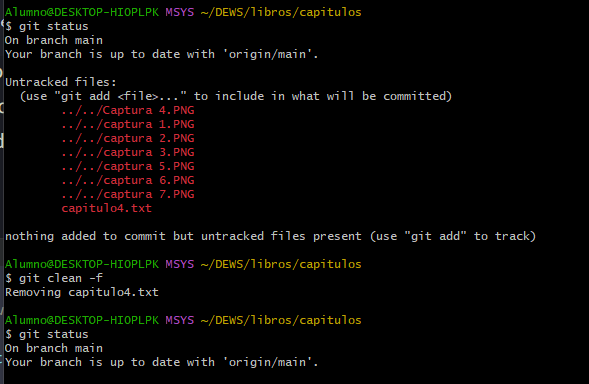 Alumno@DESKTOP-HIOPLPK MSYS ~/DEWS/libros/capitulos
$ git status
On branch main
Your branch is up to date with 'origin/main'.
Untracked files:
(use "git add <file>..." to include in what will be committed)
../../Captura 4.PNG
../../captura 1.PNG
../../captura 2.PNG
../../captura 3.PNG
../../captura 5.PNG
../../captura 6.PNG
../../captura 7.PNG
capitulo4.txt
nothing added to commit but untracked files present (use "git add" to track)
Alumno@DESKTOP-HIOPLPK MSYS ~/DEWS/libros/capitulos
$ git clean -f
Removing capitulo4.txt
Alumno@DESKTOP-HIOPLPK MSYS ~/DEWS/libros/capitulos
$ git status
On branch main
Your branch is up to date with 'origin/main'.